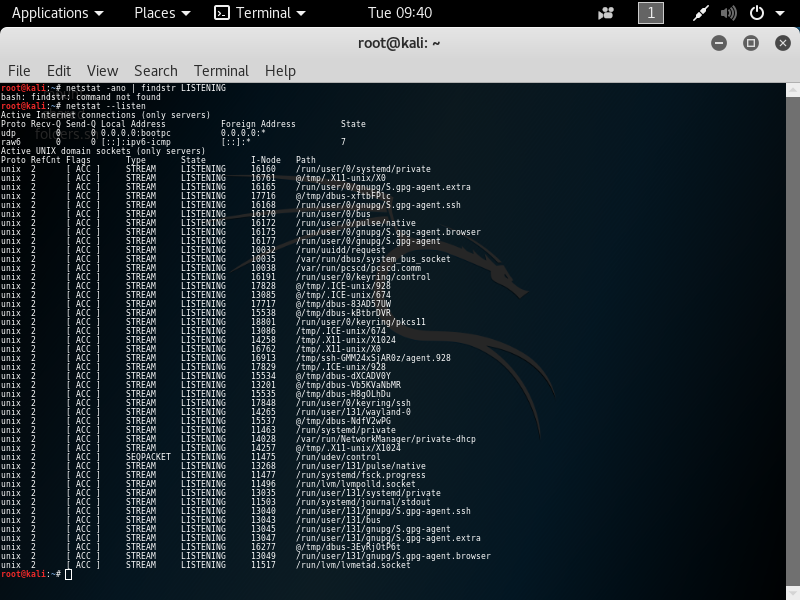 Applications Places Terminal Tue 09:40 1
root@kali: ~
File Edit View Search Terminal Help
root@kali:~# netstat -ano | findstr LISTENING
bash: findstr: command not found
root@kali:~# netstat --listen
Active Internet connections (only servers)
Proto Recv-Q Send-Q Local Address Foreign Address State
udp 0 0 0.0.0.0:bootpc 0.0.0.0:*
raw6 0 0 [::]:ipv6-icmp [::]:* 7
Active UNIX domain sockets (only servers)
Proto RefCnt Flags Type State I-Node Path
unix 2 [ ACC ] STREAM LISTENING 16160 /run/user/0/systemd/private
unix 2 [ ACC ] STREAM LISTENING 16761 @/tmp/.X11-unix/X0
unix 2 [ ACC ] STREAM LISTENING 16165 /run/user/0/gnupg/S.gpg-agent.extra
unix 2 [ ACC ] STREAM LISTENING 17716 @/tmp/dbus-xftbFPlc
unix 2 [ ACC ] STREAM LISTENING 16168 /run/user/0/gnupg/S.gpg-agent.ssh
unix 2 [ ACC ] STREAM LISTENING 16170 /run/user/0/bus
unix 2 [ ACC ] STREAM LISTENING 16172 /run/user/0/pulse/native
unix 2 [ ACC ] STREAM LISTENING 16175 /run/user/0/gnupg/S.gpg-agent.browser
unix 2 [ ACC ] STREAM LISTENING 16177 /run/user/0/gnupg/S.gpg-agent
unix 2 [ ACC ] STREAM LISTENING 10032 /run/uuidd/request
unix 2 [ ACC ] STREAM LISTENING 10035 /var/run/dbus/system_bus_socket
unix 2 [ ACC ] STREAM LISTENING 10038 /var/run/pcscd/pcscd.comm
unix 2 [ ACC ] STREAM LISTENING 16191 /run/user/0/keyring/control
unix 2 [ ACC ] STREAM LISTENING 17828 @/tmp/.ICE-unix/928
unix 2 [ ACC ] STREAM LISTENING 13085 @/tmp/.ICE-unix/674
unix 2 [ ACC ] STREAM LISTENING 17717 @/tmp/dbus-83AD57UW
unix 2 [ ACC ] STREAM LISTENING 15538 @/tmp/dbus-kBtbrDVR
unix 2 [ ACC ] STREAM LISTENING 18801 /run/user/0/keyring/pkcs11
unix 2 [ ACC ] STREAM LISTENING 13086 /tmp/.ICE-unix/674
unix 2 [ ACC ] STREAM LISTENING 14258 /tmp/.X11-unix/X1024
unix 2 [ ACC ] STREAM LISTENING 16762 /tmp/.X11-unix/X0
unix 2 [ ACC ] STREAM LISTENING 16913 /tmp/ssh-GMM24xSjAR0z/agent.928
unix 2 [ ACC ] STREAM LISTENING 17829 /tmp/.ICE-unix/928
unix 2 [ ACC ] STREAM LISTENING 15534 @/tmp/dbus-dXCADV0Y
unix 2 [ ACC ] STREAM LISTENING 13201 @/tmp/dbus-Vb5KVaNbMR
unix 2 [ ACC ] STREAM LISTENING 15535 @/tmp/dbus-H8gOLhDu
unix 2 [ ACC ] STREAM LISTENING 17848 /run/user/0/keyring/ssh
unix 2 [ ACC ] STREAM LISTENING 14265 /run/user/131/wayland-0
unix 2 [ ACC ] STREAM LISTENING 15537 @/tmp/dbus-NdfV2wPG
unix 2 [ ACC ] STREAM LISTENING 11463 /run/systemd/private
unix 2 [ ACC ] STREAM LISTENING 14028 /var/run/NetworkManager/private-dhcp
unix 2 [ ACC ] STREAM LISTENING 14257 @/tmp/.X11-unix/X1024
unix 2 [ ACC ] SEQPACKET LISTENING 11475 /run/udev/control
unix 2 [ ACC ] STREAM LISTENING 13268 /run/user/131/pulse/native
unix 2 [ ACC ] STREAM LISTENING 11477 /run/systemd/fsck.progress
unix 2 [ ACC ] STREAM LISTENING 11496 /run/lvm/lvmpolld.socket
unix 2 [ ACC ] STREAM LISTENING 13035 /run/user/131/systemd/private
unix 2 [ ACC ] STREAM LISTENING 11503 /run/systemd/journal/stdout
unix 2 [ ACC ] STREAM LISTENING 13040 /run/user/131/gnupg/S.gpg-agent.ssh
unix 2 [ ACC ] STREAM LISTENING 13043 /run/user/131/bus
unix 2 [ ACC ] STREAM LISTENING 13045 /run/user/131/gnupg/S.gpg-agent
unix 2 [ ACC ] STREAM LISTENING 13047 /run/user/131/gnupg/S.gpg-agent.extra
unix 2 [ ACC ] STREAM LISTENING 16277 @/tmp/dbus-3EyRjOtP6t
unix 2 [ ACC ] STREAM LISTENING 13049 /run/user/131/gnupg/S.gpg-agent.browser
unix 2 [ ACC ] STREAM LISTENING 11517 /run/lvm/lvmetad.socket
root@kali:~#